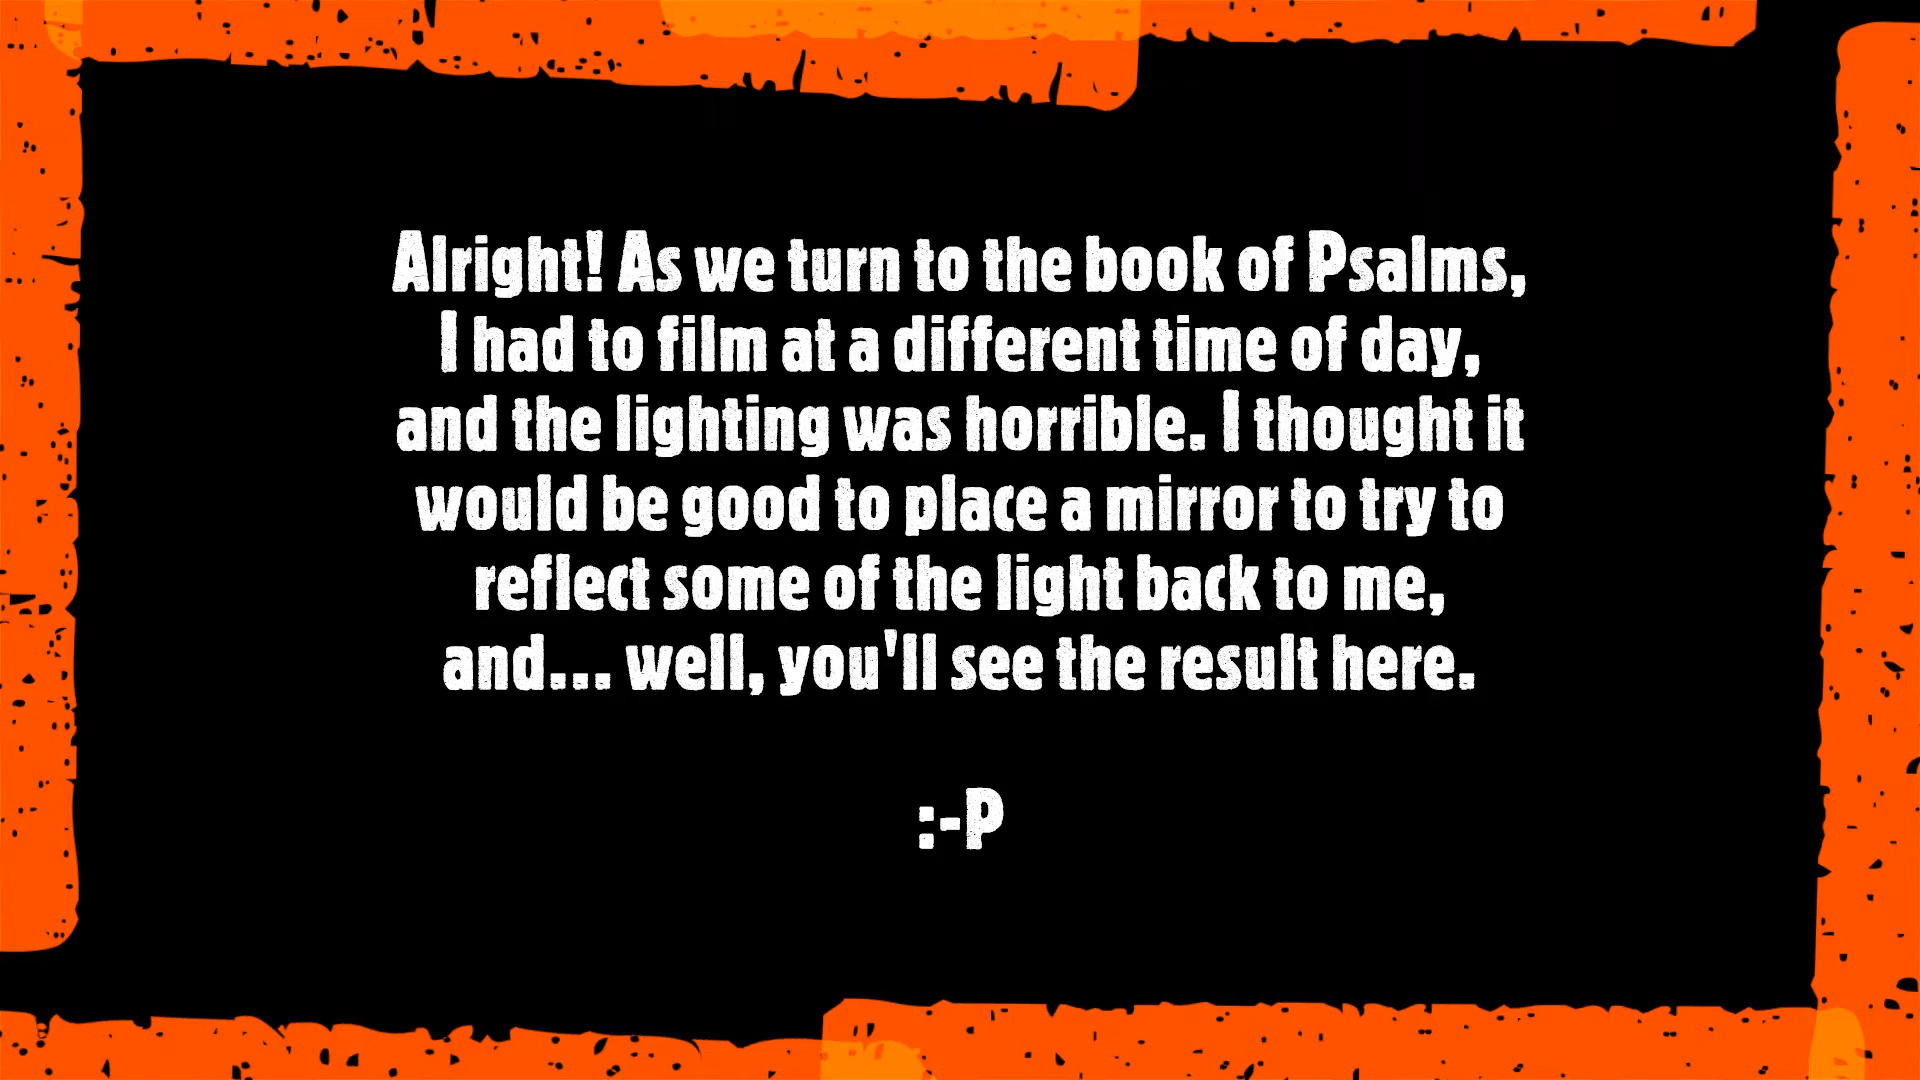 Alright! As we turn to the book of Psalms,
I had to film at a different time of day,
and the lighting was horrible. I thought it
would be good to place a mirror to try to
reflect some of the light back to me,
and... well, you'll see the result here.
:-P